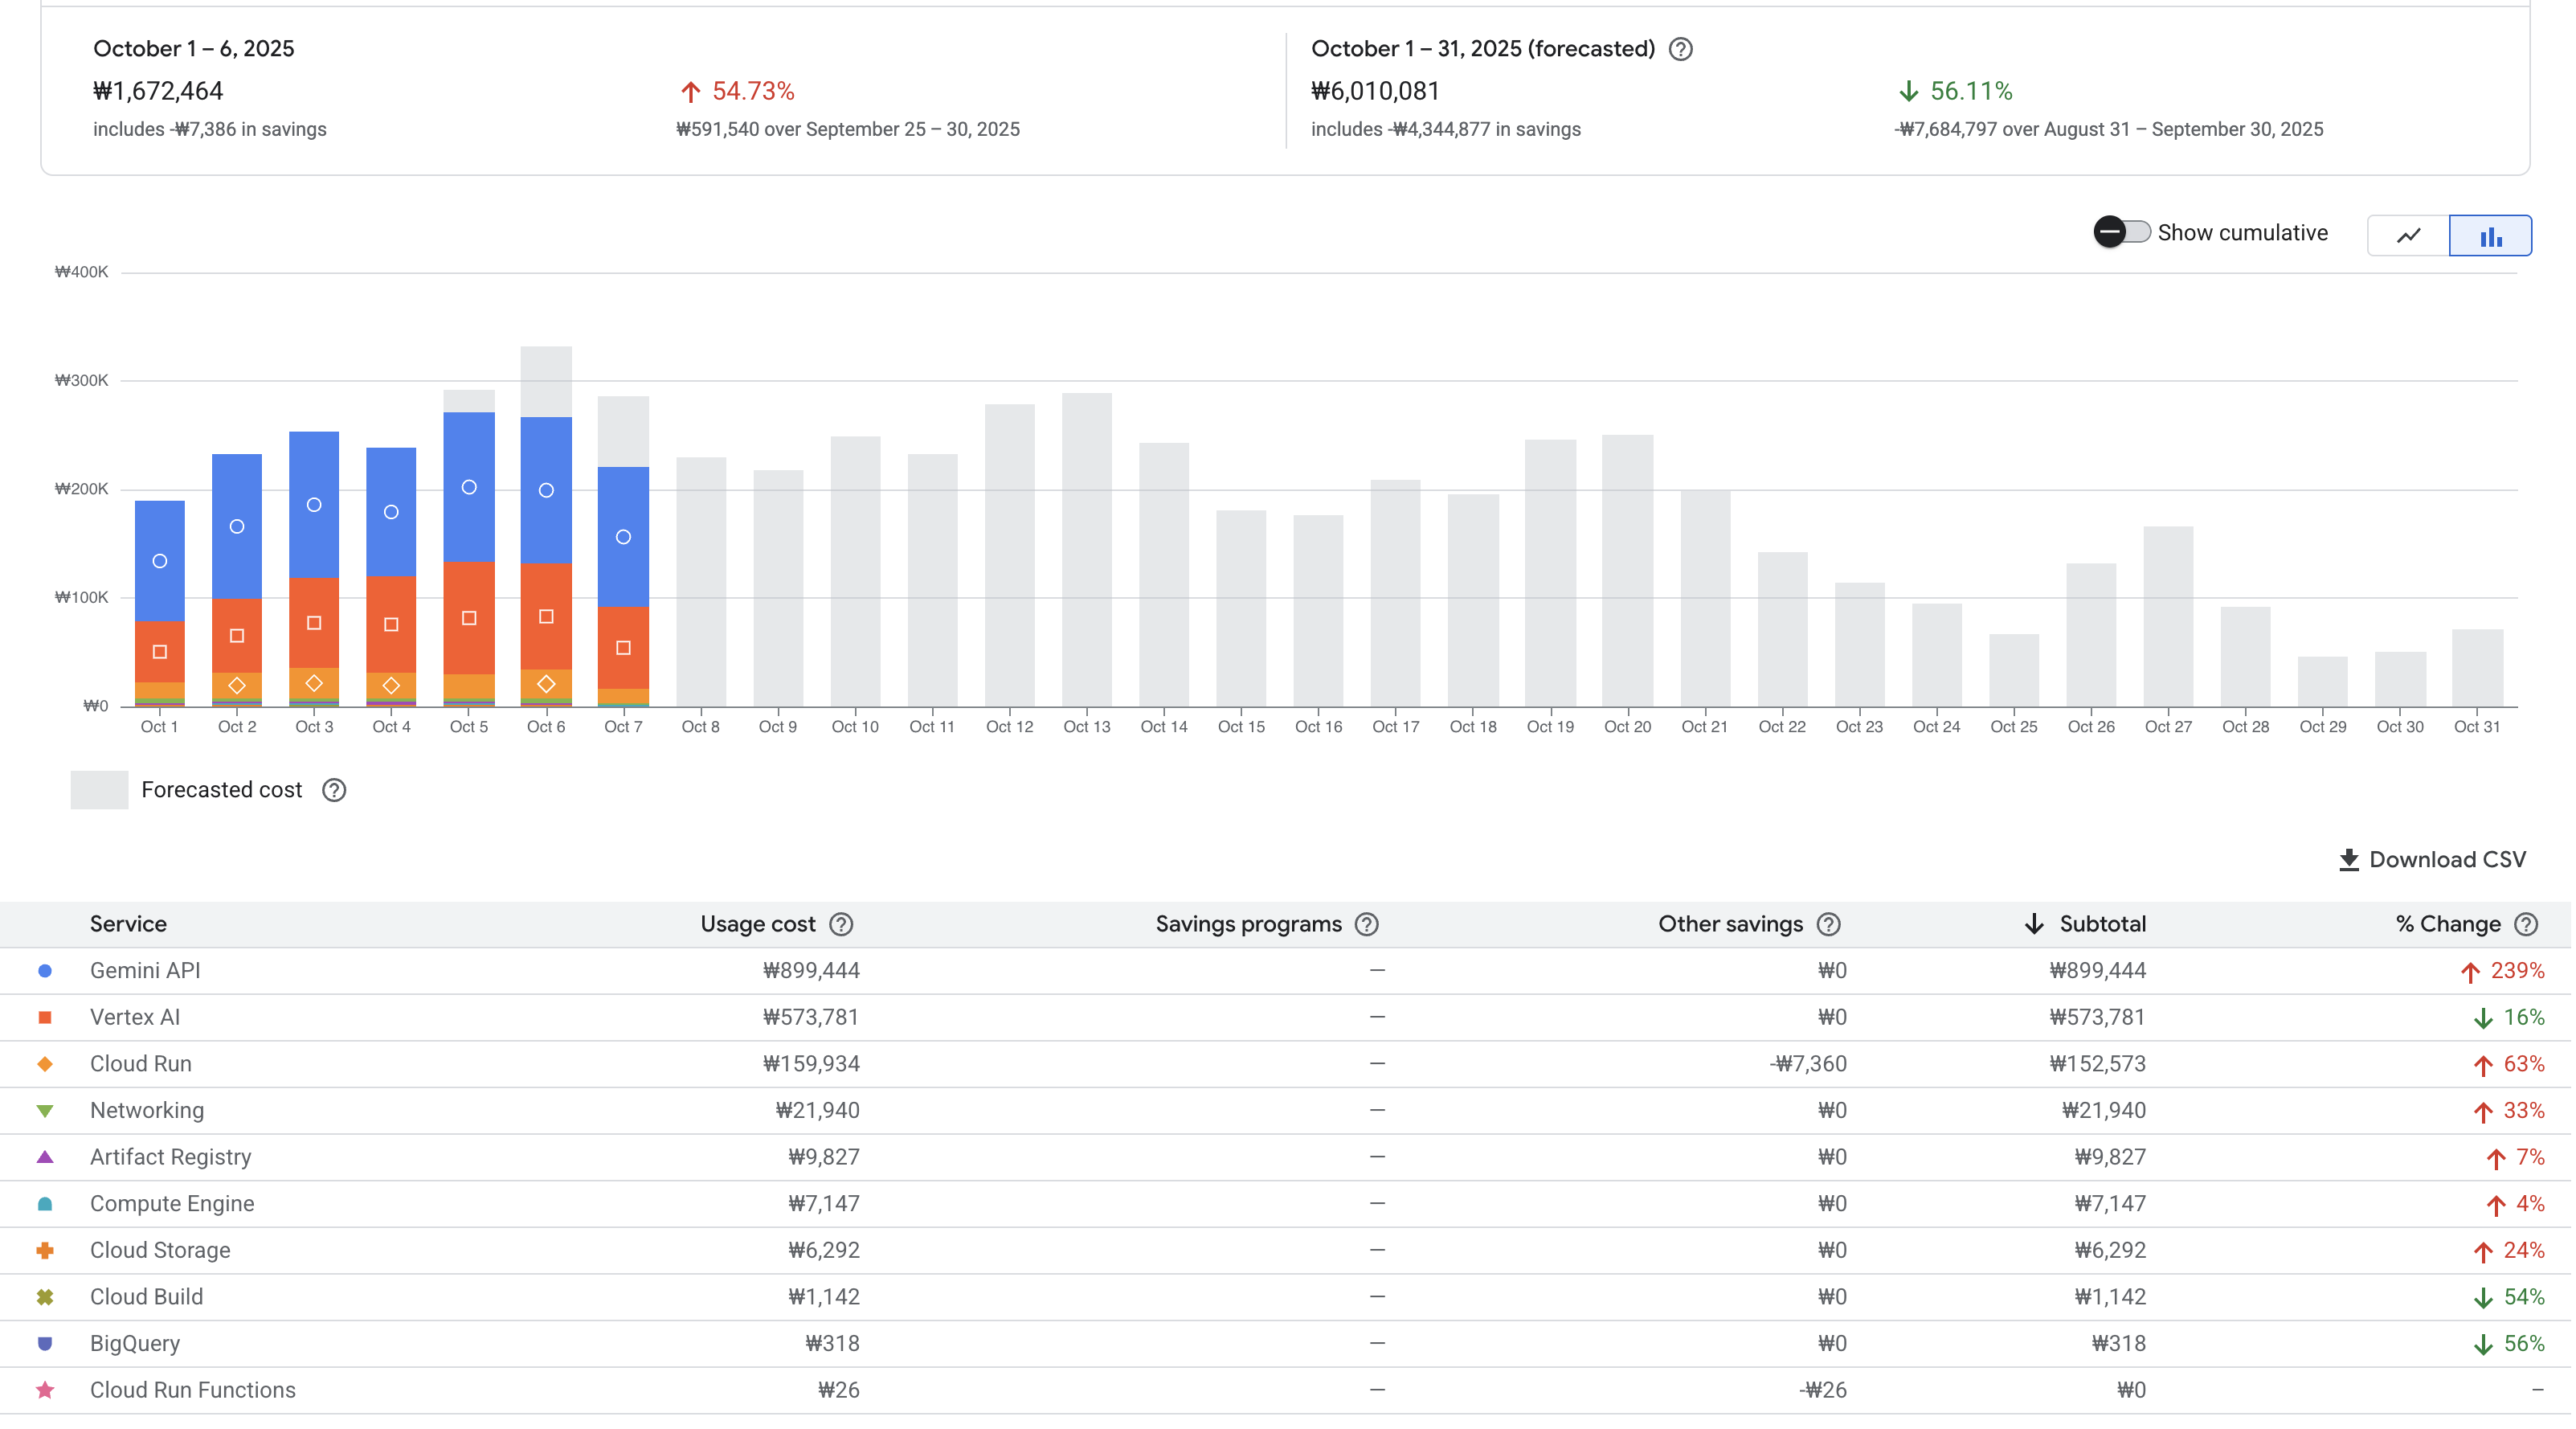 October 1 – 6, 2025
₩1,672,464
54.73%
includes -₩7,386 in savings
₩591,540 over September 25 – 30, 2025
October 1 – 31, 2025 (forecasted)
₩6,010,081
56.11%
includes -₩4,344,877 in savings
-₩7,684,797 over August 31 – September 30, 2025
Show cumulative
₩400K
₩300K
₩200K
₩100K
₩0
Oct 1 Oct 2 Oct 3 Oct 4 Oct 5 Oct 6 Oct 7 Oct 8 Oct 9 Oct 10 Oct 11 Oct 12 Oct 13 Oct 14 Oct 15 Oct 16 Oct 17 Oct 18 Oct 19 Oct 20 Oct 21 Oct 22 Oct 23 Oct 24 Oct 25 Oct 26 Oct 27 Oct 28 Oct 29 Oct 30 Oct 31
Forecasted cost
Download CSV
Service Usage cost Savings programs Other savings Subtotal % Change
Gemini API ₩899,444 — ₩0 ₩899,444 239%
Vertex AI ₩573,781 — ₩0 ₩573,781 16%
Cloud Run ₩159,934 — -₩7,360 ₩152,573 63%
Networking ₩21,940 — ₩0 ₩21,940 33%
Artifact Registry ₩9,827 — ₩0 ₩9,827 7%
Compute Engine ₩7,147 — ₩0 ₩7,147 4%
Cloud Storage ₩6,292 — ₩0 ₩6,292 24%
Cloud Build ₩1,142 — ₩0 ₩1,142 54%
BigQuery ₩318 — ₩0 ₩318 56%
Cloud Run Functions ₩26 — -₩26 ₩0 –